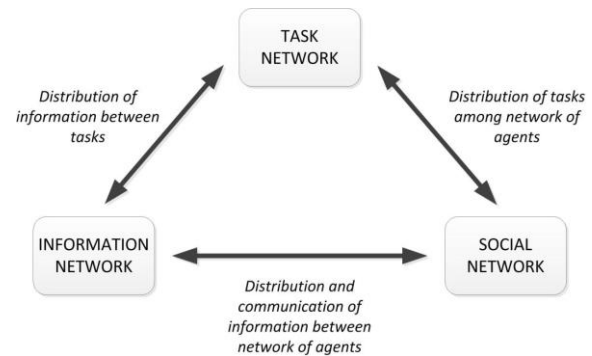 TASK
NETWORK
Distribution of
information between
tasks
Distribution of tasks
among network of
agents
INFORMATION
NETWORK
SOCIAL
NETWORK
Distribution and
communication of
information between
network of agents